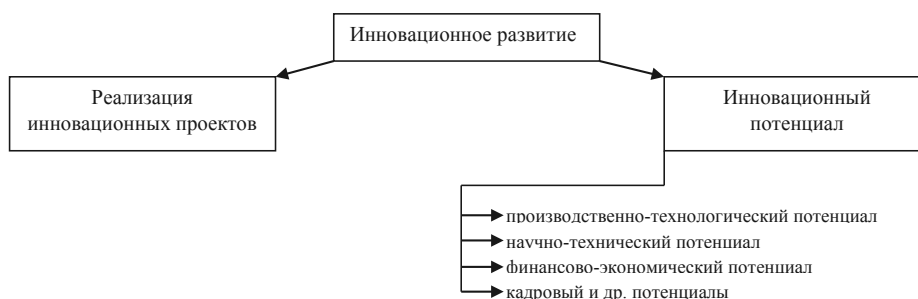 Инновационное развитие
Реализация
инновационных проектов
Инновационный
потенциал
производственно-технологический потенциал
научно-технический потенциал
финансово-экономический потенциал
кадровый и др. потенциалы